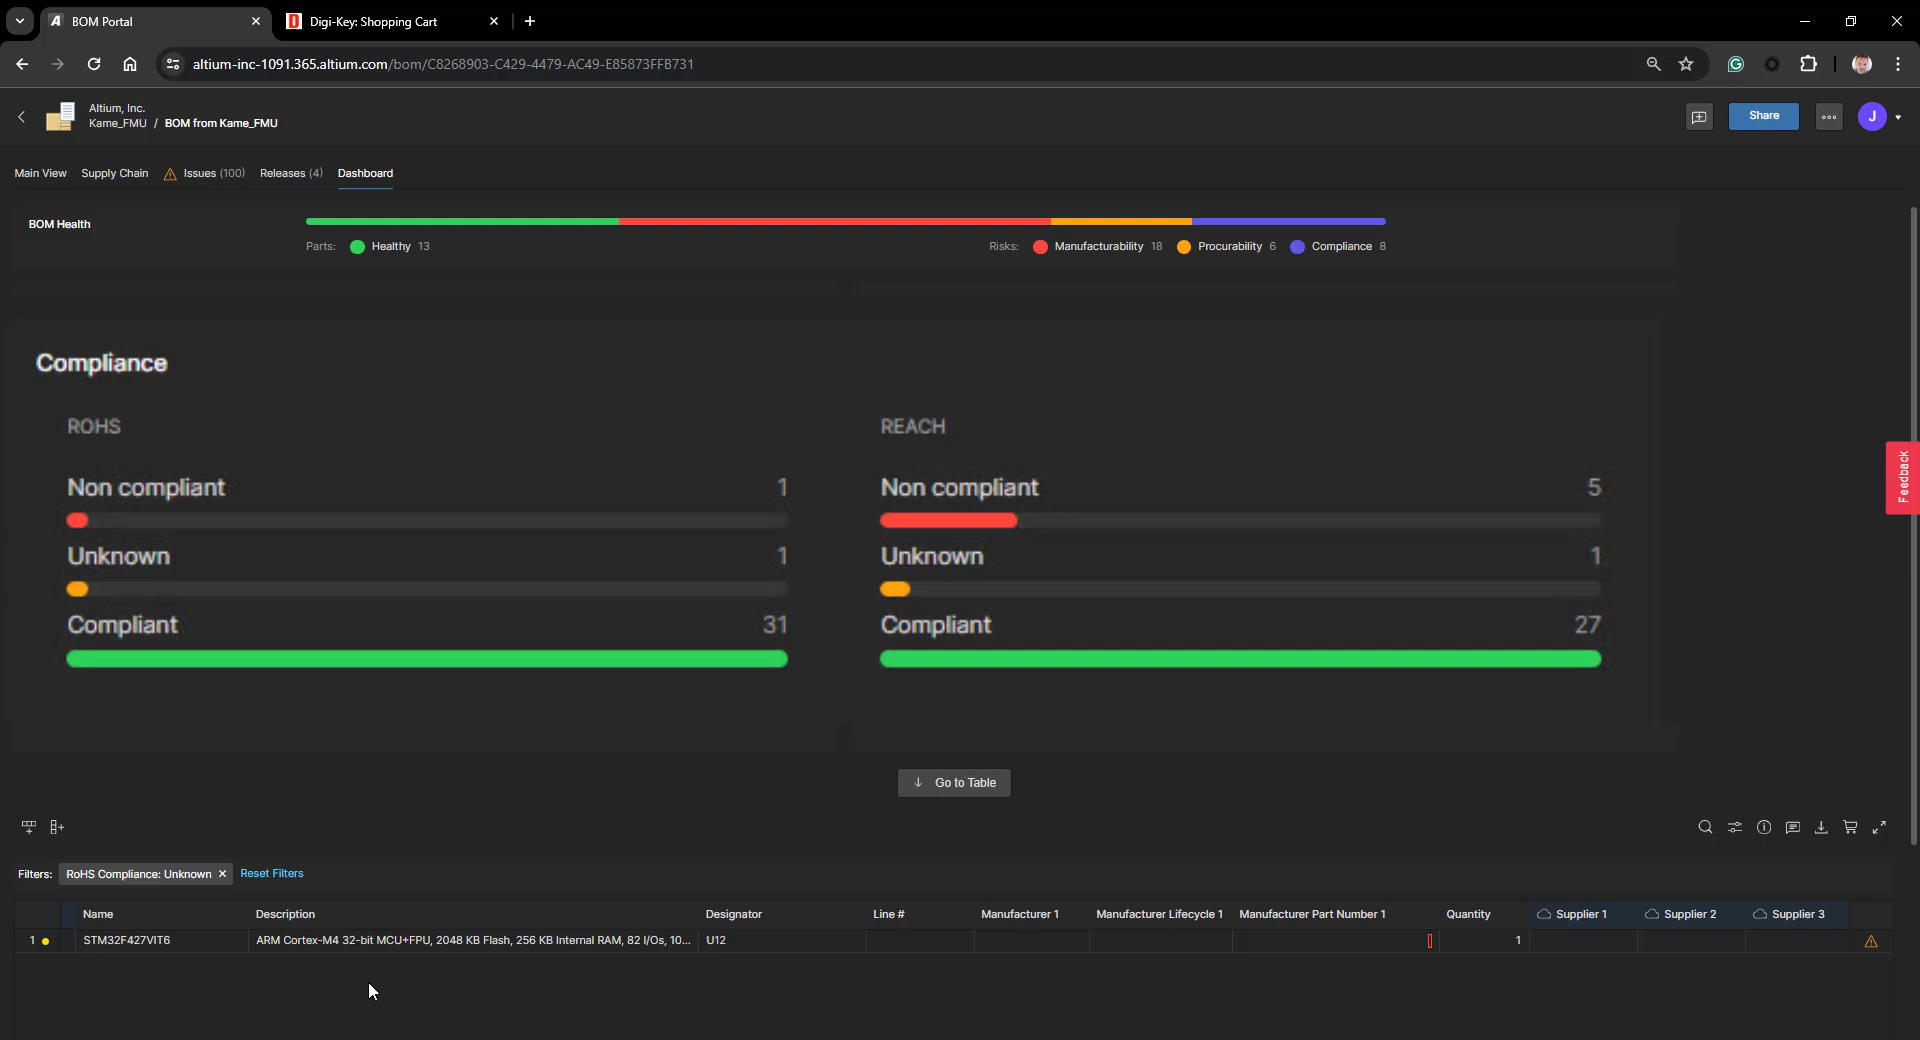 BOM Portal
Digi-Key: Shopping Cart
altium-inc-1091.365.altium.com/bom/C8268903-C429-4479-AC49-E85873FFB731
Altium, Inc.
Kame_FMU / BOM from Kame_FMU
Share
J
Main View Supply Chain Issues (100) Releases (4) Dashboard
BOM Health
Parts: Healthy 13 Risks: Manufacturability 18 Procurability 6 Compliance 8
Compliance
ROHS
Non compliant 1
Unknown 1
Compliant 31
REACH
Non compliant 5
Unknown 1
Compliant 27
Feedback
Go to Table
Filters: RoHS Compliance: Unknown Reset Filters
Name Description Designator Line # Manufacturer 1 Manufacturer Lifecycle 1 Manufacturer Part Number 1 Quantity Supplier 1 Supplier 2 Supplier 3
1 STM32F427VIT6 ARM Cortex-M4 32-bit MCU+FPU, 2048 KB Flash, 256 KB Internal RAM, 82 I/Os, 10... U12 1